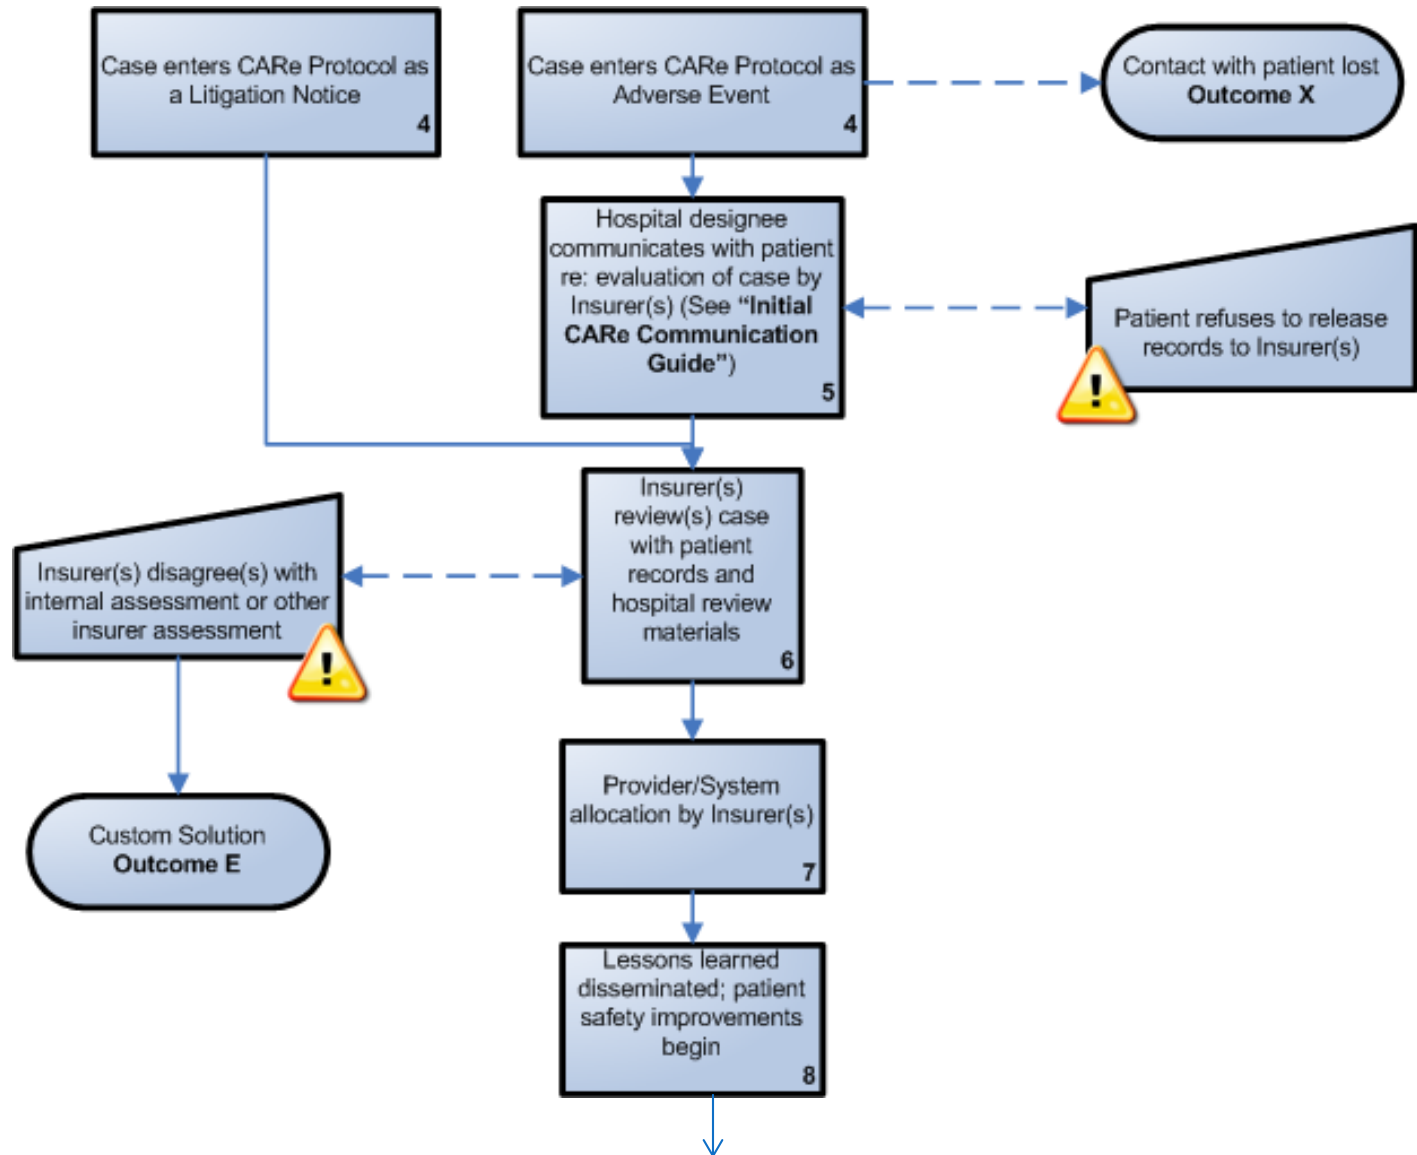 Case enters CARe Protocol as
a Litigation Notice
4
Case enters CARe Protocol as
Adverse Event
4
Contact with patient lost
Outcome X
Hospital designee
communicates with patient
re: evaluation of case by
Insurer(s) (See “Initial
CARe Communication
Guide”)
5
Patient refuses to release
records to Insurer(s)
!
Insurer(s)
review(s) case
with patient
records and
hospital review
materials
6
Insurer(s) disagree(s) with
internal assessment or other
insurer assessment
!
Provider/System
allocation by Insurer(s)
7
Custom Solution
Outcome E
Lessons learned
disseminated; patient
safety improvements
begin
8